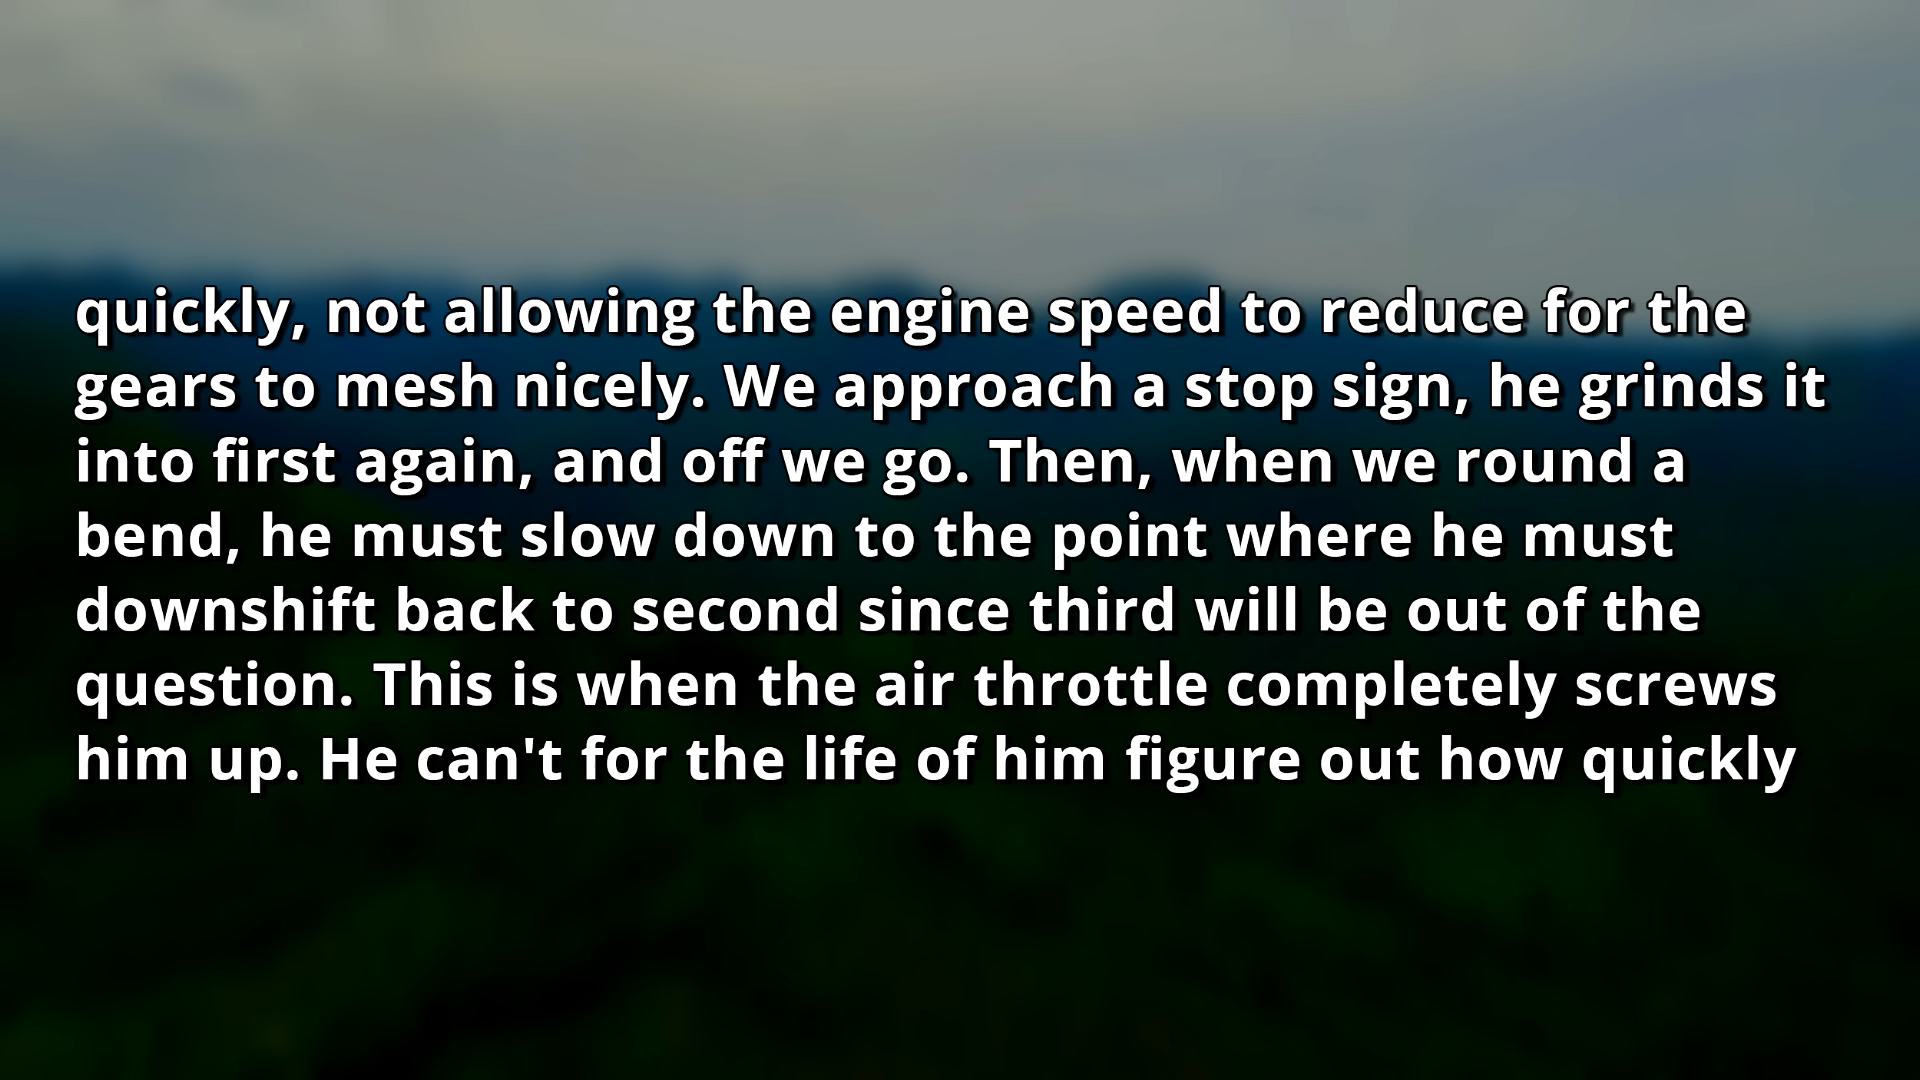 quickly, not allowing the engine speed to reduce for the
gears to mesh nicely. We approach a stop sign, he grinds it
into first again, and off we go. Then, when we round a
bend, he must slow down to the point where he must
downshift back to second since third will be out of the
question. This is when the air throttle completely screws
him up. He can't for the life of him figure out how quickly